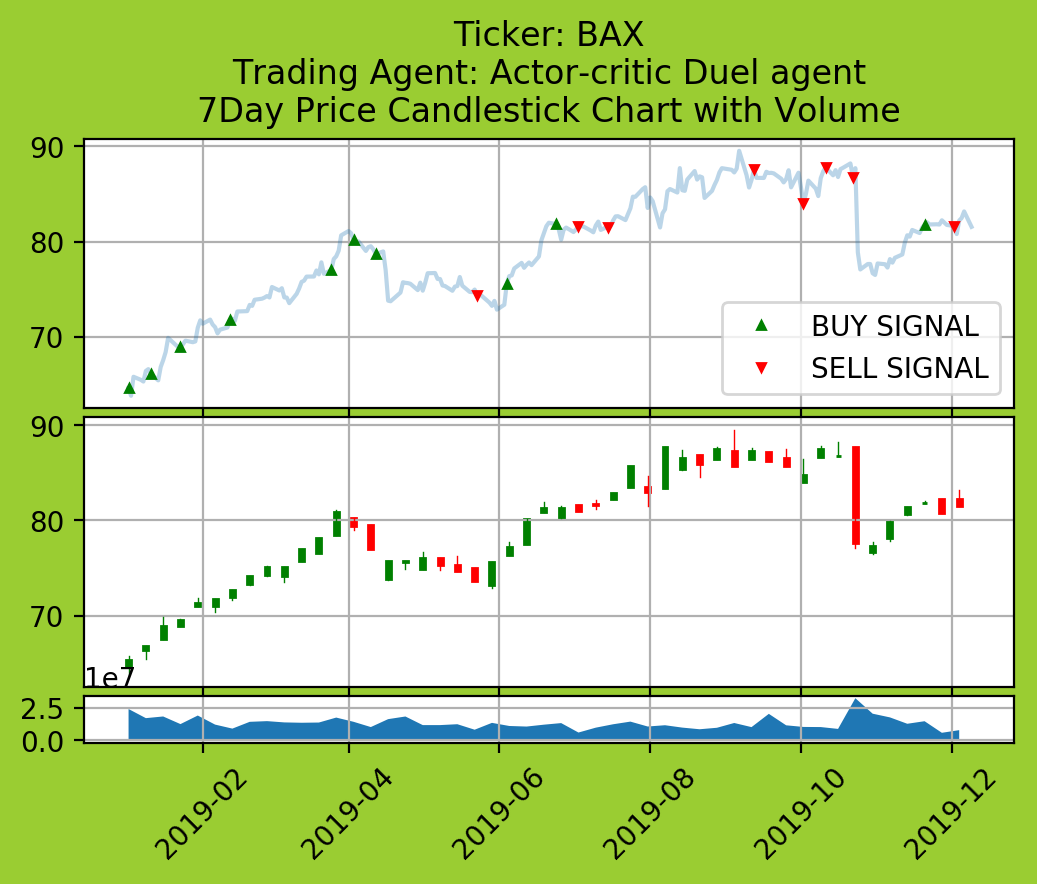 Ticker: BAX
Trading Agent: Actor-critic Duel agent
7Day Price Candlestick Chart with Volume
90
80
70
BUY SIGNAL
SELL SIGNAL
90
80
70
1e7
2.5
0.0
2019-02
2019-04
2019-06
2019-08
2019-10
2019-12